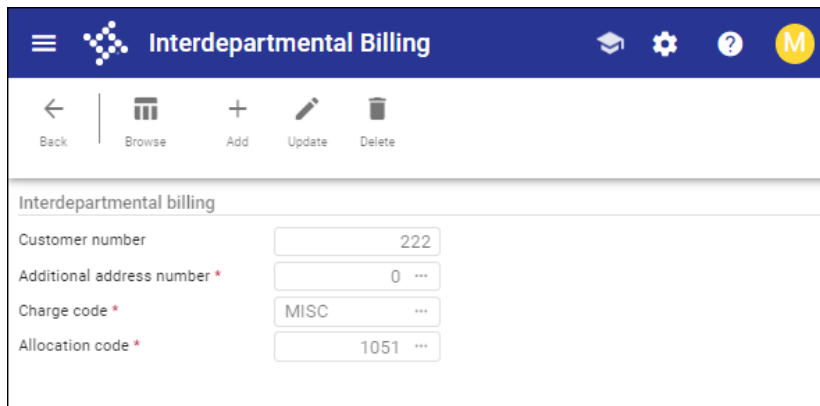 Interdepartmental Billing
?
M
Back Browse Add Update Delete
Interdepartmental billing
Customer number 222
Additional address number * 0 ...
Charge code * MISC ...
Allocation code * 1051 ...